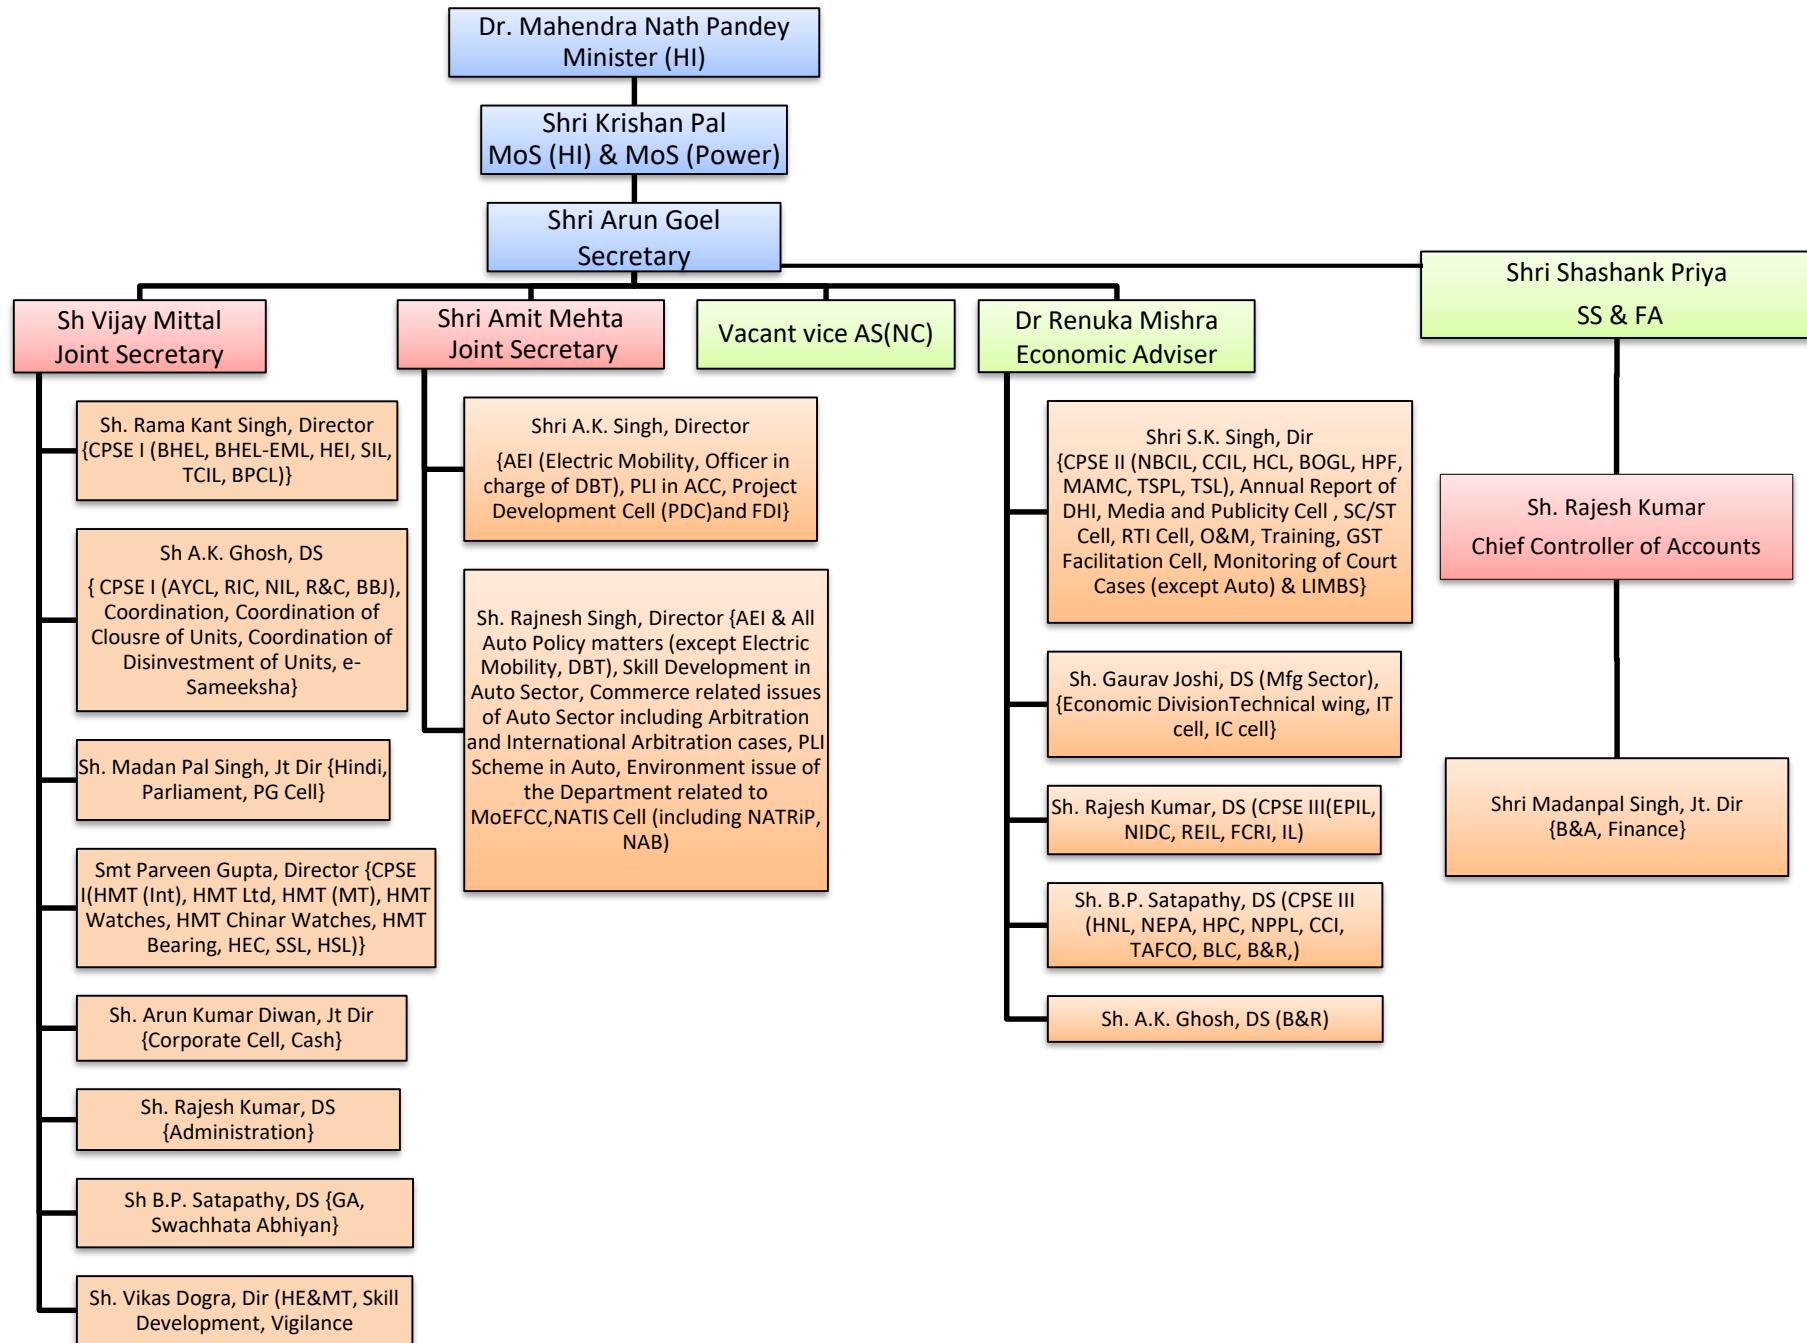 Dr. Mahendra Nath Pandey
Minister (HI)
Shri Krishan Pal
MoS (HI) & MoS (Power)
Shri Arun Goel
Secretary
Shri Shashank Priya
SS & FA
Sh Vijay Mittal
Joint Secretary
Shri Amit Mehta
Joint Secretary
Vacant vice AS(NC)
Dr Renuka Mishra
Economic Adviser
Sh. Rama Kant Singh, Director
{CPSE I (BHEL, BHEL-EML, HEI, SIL,
TCIL, BPCL)}
Sh A.K. Ghosh, DS
{ CPSE I (AYCL, RIC, NIL, R&C, BBJ),
Coordination, Coordination of
Clousre of Units, Coordination of
Disinvestment of Units, e-
Sameeksha}
Sh. Madan Pal Singh, Jt Dir {Hindi,
Parliament, PG Cell}
Smt Parveen Gupta, Director {CPSE
I(HMT (Int), HMT Ltd, HMT (MT), HMT
Watches, HMT Chinar Watches, HMT
Bearing, HEC, SSL, HSL)}
Sh. Arun Kumar Diwan, Jt Dir
{Corporate Cell, Cash}
Sh. Rajesh Kumar, DS
{Administration}
Sh B.P. Satapathy, DS {GA,
Swachhata Abhiyan}
Sh. Vikas Dogra, Dir (HE&MT, Skill
Development, Vigilance
Shri A.K. Singh, Director
{AEI (Electric Mobility, Officer in
charge of DBT), PLI in ACC, Project
Development Cell (PDC)and FDI}
Sh. Rajnesh Singh, Director {AEI & All
Auto Policy matters (except Electric
Mobility, DBT), Skill Development in
Auto Sector, Commerce related issues
of Auto Sector including Arbitration
and International Arbitration cases, PLI
Scheme in Auto, Environment issue of
the Department related to
MoEFCC,NATIS Cell (including NATRiP,
NAB)
Shri S.K. Singh, Dir
{CPSE II (NBCIL, CCIL, HCL, BOGL, HPF,
MAMC, TSPL, TSL), Annual Report of
DHI, Media and Publicity Cell , SC/ST
Cell, RTI Cell, O&M, Training, GST
Facilitation Cell, Monitoring of Court
Cases (except Auto) & LIMBS}
Sh. Gaurav Joshi, DS (Mfg Sector),
{Economic DivisionTechnical wing, IT
cell, IC cell}
Sh. Rajesh Kumar, DS (CPSE III(EPIL,
NIDC, REIL, FCRI, IL)
Sh. B.P. Satapathy, DS (CPSE III
(HNL, NEPA, HPC, NPPL, CCI,
TAFCO, BLC, B&R,)
Sh. A.K. Ghosh, DS (B&R)
Sh. Rajesh Kumar
Chief Controller of Accounts
Shri Madanpal Singh, Jt. Dir
{B&A, Finance}